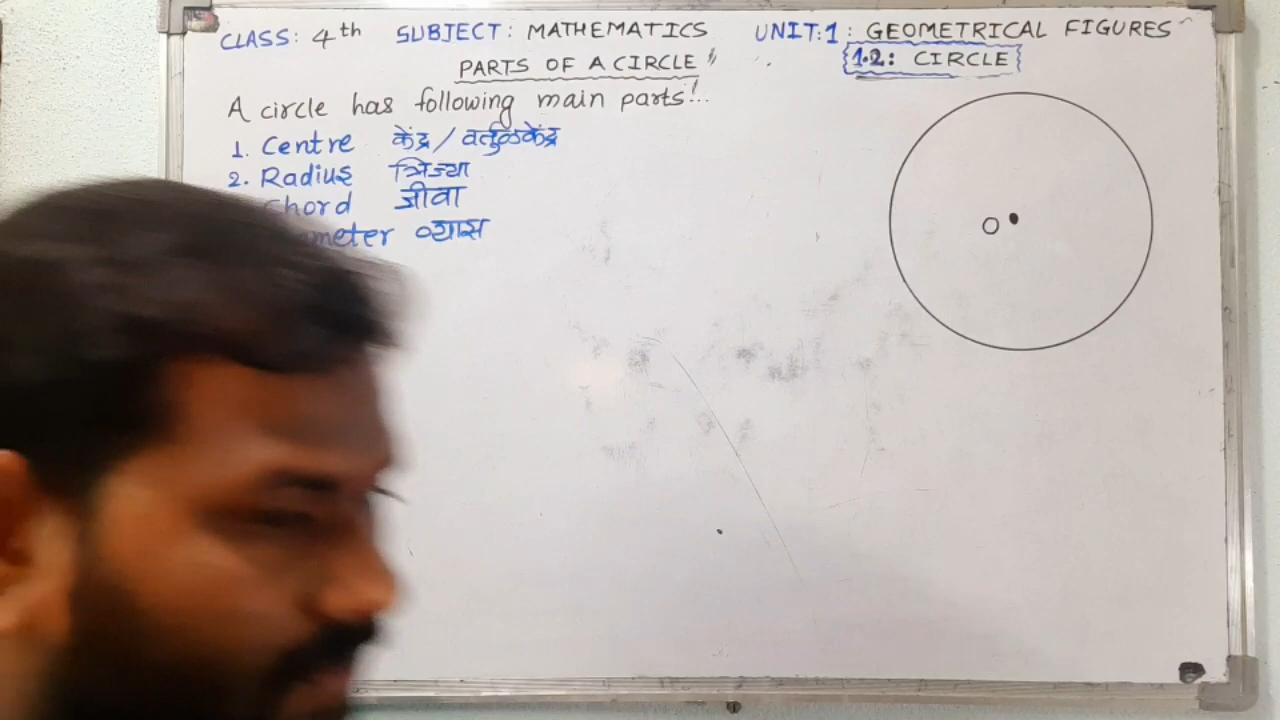 CLASS: 4th SUBJECT: MATHEMATICS UNIT:1: GEOMETRICAL FIGURES
PARTS OF A CIRCLE 1.2: CIRCLE
A circle has following main parts!..
1. Centre केंद्र / वर्तुळकेंद्र
2. Radius त्रिज्या
Chord जीवा
meter व्यास
O